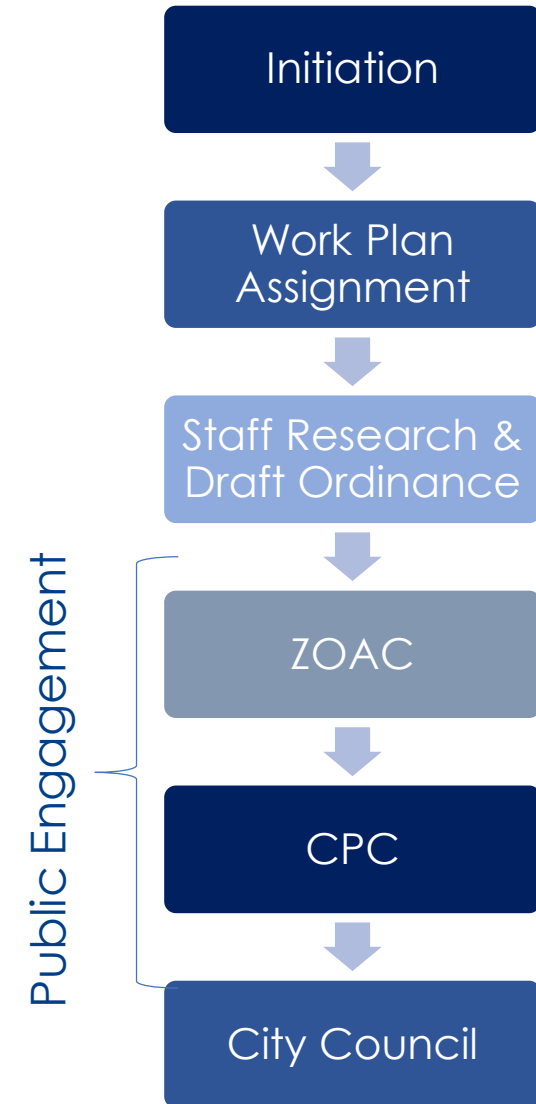 Initiation
Work Plan
Assignment
Staff Research &
Draft Ordinance
Public Engagement
ZOAC
CPC
City Council